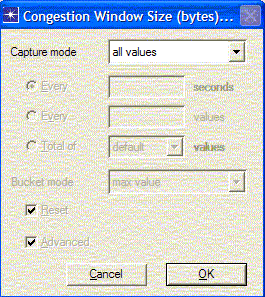 Congestion Window Size (bytes)...
Capture mode all values
Every seconds
Every values
Total of default values
Bucket mode max value
Reset
Advanced
Cancel OK